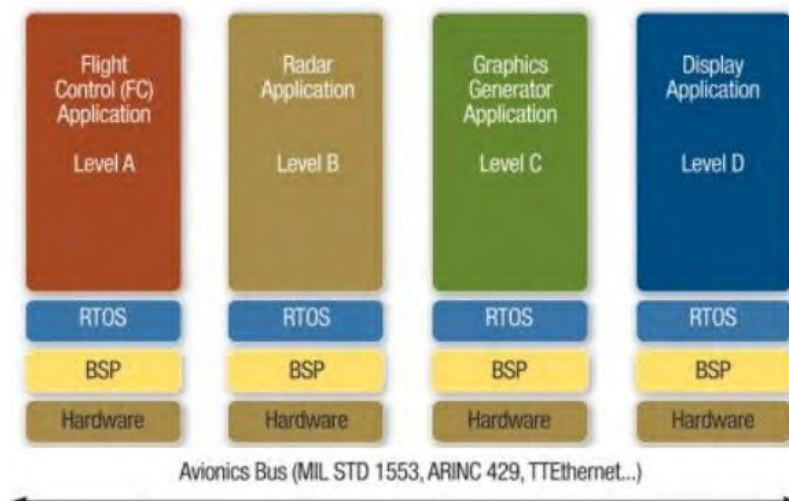 Flight
Control (FC)
Application
Level A
Radar
Application
Level B
Graphics
Generator
Application
Level C
Display
Application
Level D
RTOS
RTOS
RTOS
RTOS
BSP
BSP
BSP
BSP
Hardware
Hardware
Hardware
Hardware
Avionics Bus (MIL STD 1553, ARINC 429, TTEthernet...)